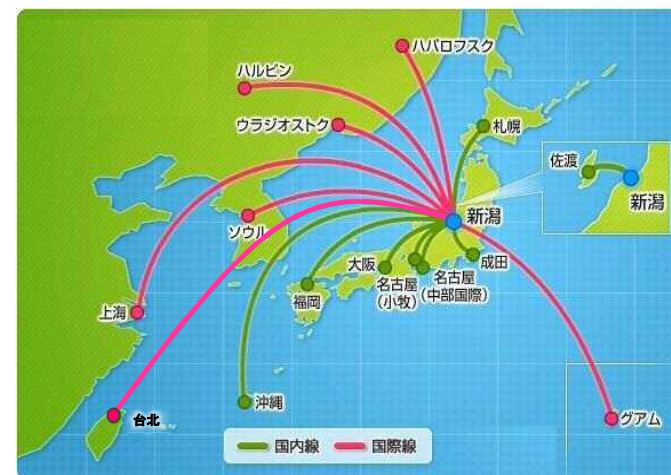 ハバロフスク
ハルビン
ウラジオストク
札幌
佐渡
新潟
新潟
ソウル
大阪
成田
名古屋
(小牧)
名古屋
(中部国際)
福岡
上海
沖縄
台北
グアム
国内線
国際線